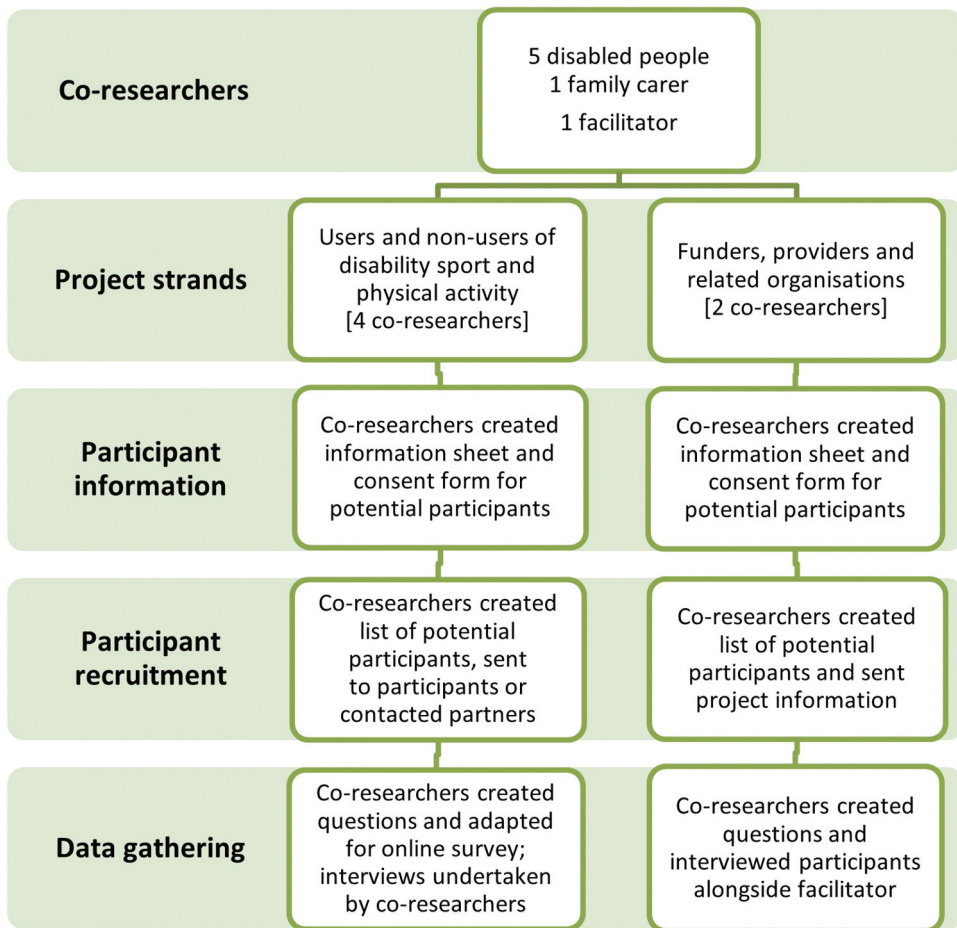 Co-researchers
5 disabled people
1 family carer
1 facilitator
Project strands
Users and non-users of
disability sport and
physical activity
[4 co-researchers]
Funders, providers and
related organisations
[2 co-researchers]
Participant
information
Co-researchers created
information sheet and
consent form for
potential participants
Co-researchers created
information sheet and
consent form for
potential participants
Participant
recruitment
Co-researchers created
list of potential
participants, sent
to participants or
contacted partners
Co-researchers created
list of potential
participants and sent
project information
Data gathering
Co-researchers created
questions and adapted
for online survey;
interviews undertaken
by co-researchers
Co-researchers created
questions and
interviewed participants
alongside facilitator